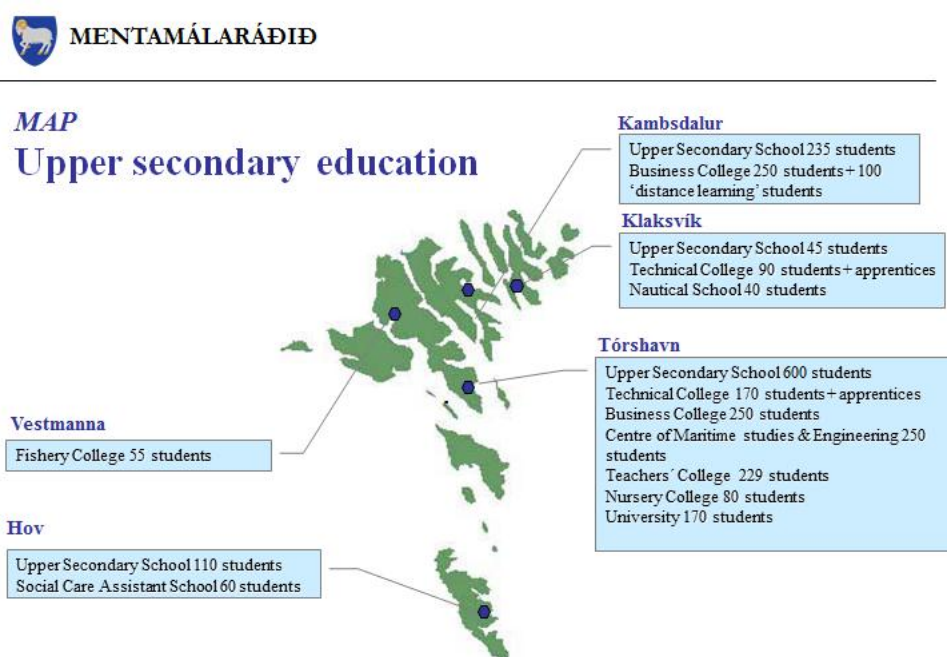 MENTAMÁLARÁÐIÐ
MAP
Upper secondary education
Kambsdalur
Upper Secondary School 235 students
Business College 250 students + 100
‘distance learning’ students
Klaksvík
Upper Secondary School 45 students
Technical College 90 students + apprentices
Nautical School 40 students
Tórshavn
Upper Secondary School 600 students
Technical College 170 students + apprentices
Business College 250 students
Centre of Maritime studies & Engineering 250
students
Teachers´ College 229 students
Nursery College 80 students
University 170 students
Vestmanna
Fishery College 55 students
Hov
Upper Secondary School 110 students
Social Care Assistant School 60 students